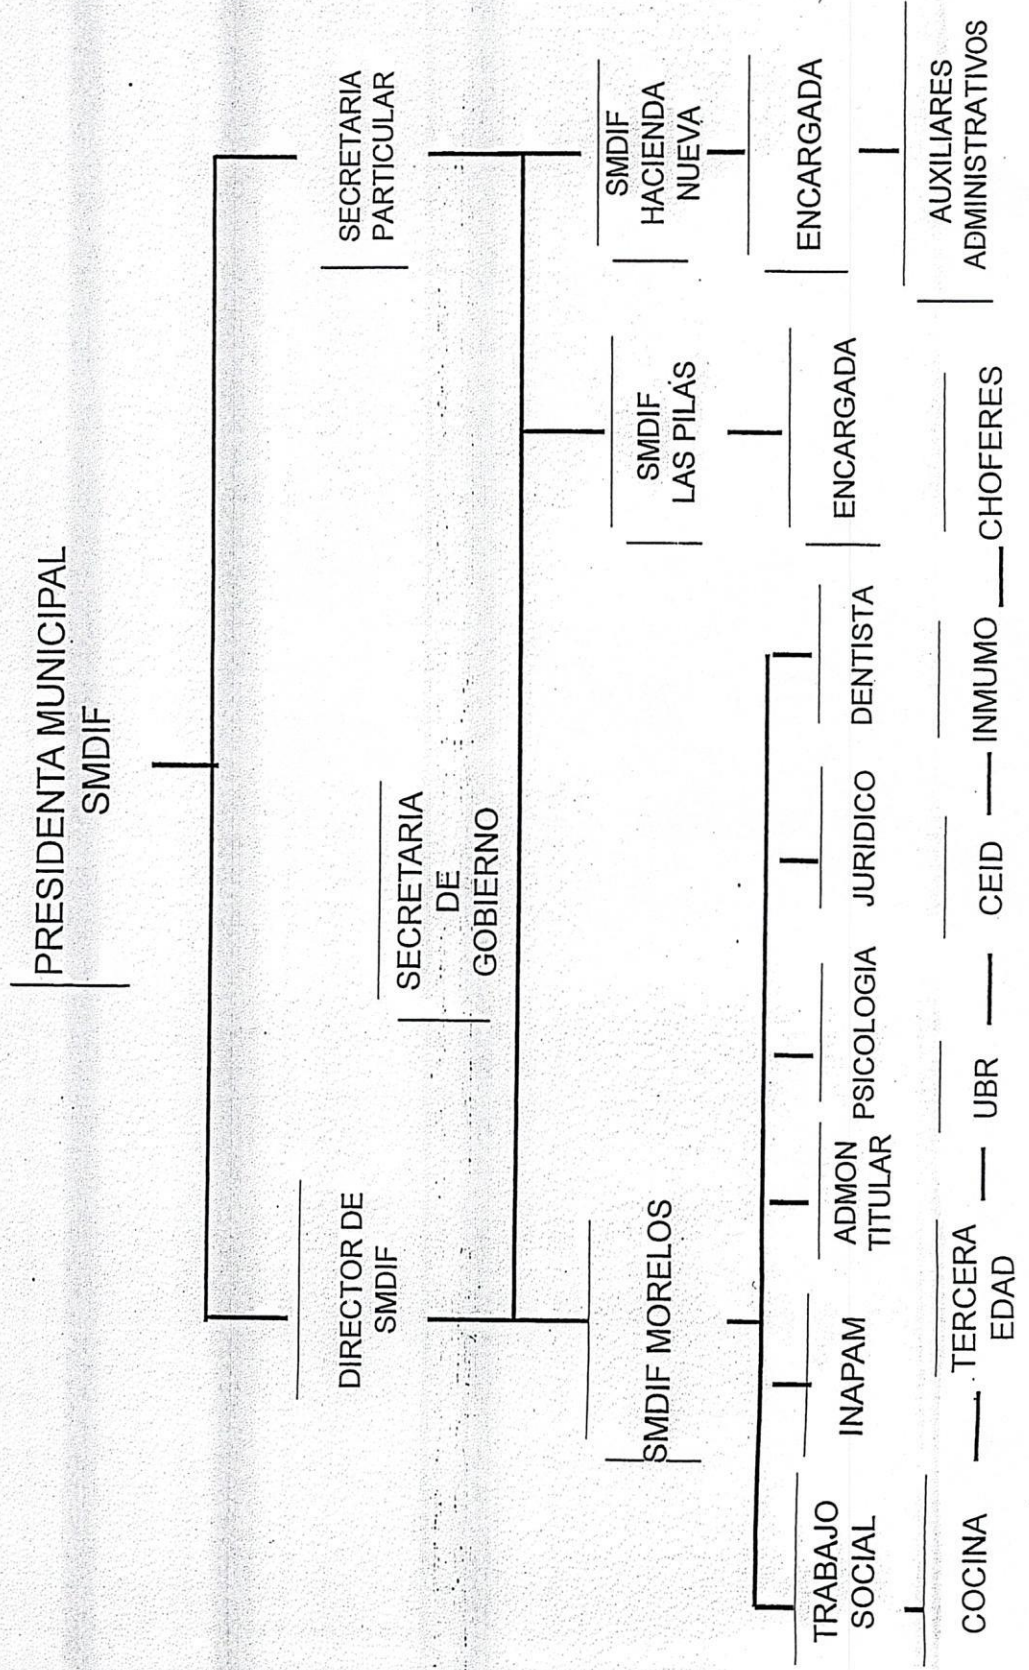 PRESIDENTA MUNICIPAL
SMDIF
DIRECTOR DE
SMDIF
SECRETARIA
DE
GOBIERNO
SECRETARIA
PARTICULAR
SMDIF MORELOS
SMDIF
LAS PILAS
SMDIF
HACIENDA
NUEVA
TRABAJO
SOCIAL
INAPAM
ADMON
TITULAR
PSICOLOGIA
JURIDICO
DENTISTA
ENCARGADA
ENCARGADA
COCINA
TERCERA
EDAD
UBR
CEID
INMUMO
CHOFERES
AUXILIARES
ADMINISTRATIVOS